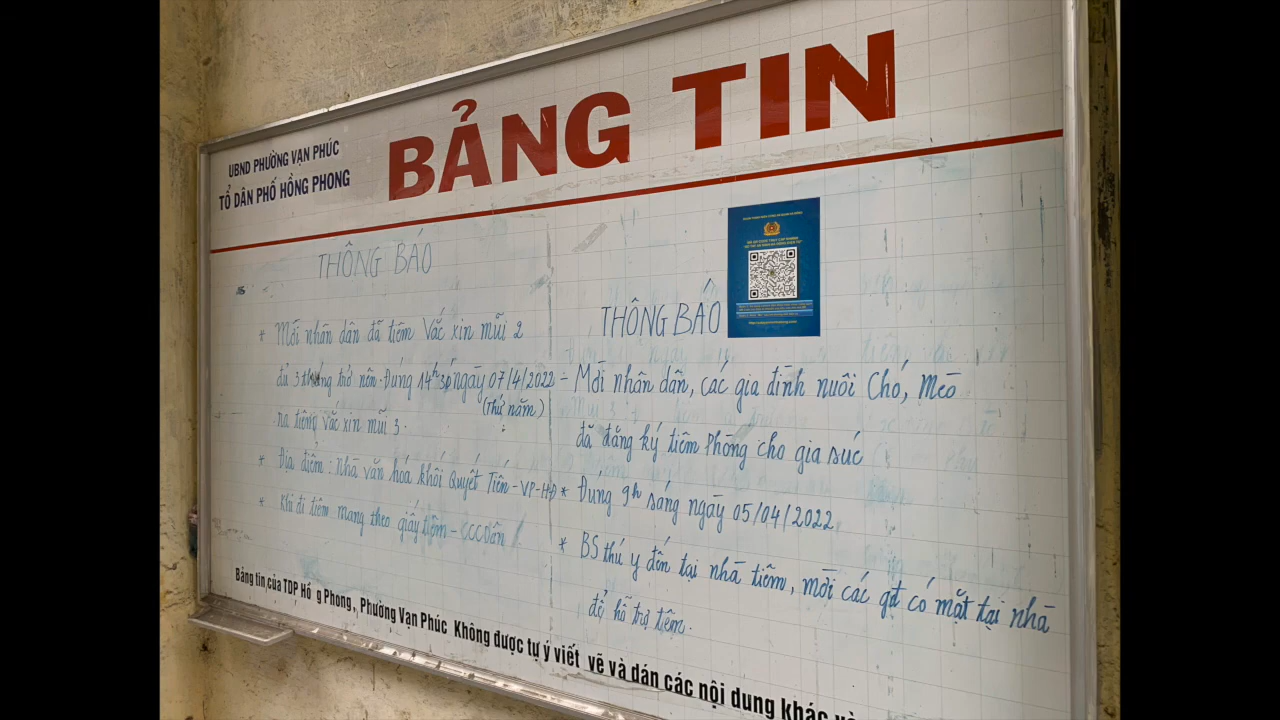 UBND PHƯỜNG VẠN PHÚC
TỔ DÂN PHỐ HỒNG PHONG
BẢNG TIN
THÔNG BÁO
* Mời nhân dân đã tiêm Vắc xin mũi 2
đủ 3 tháng trở nên. Đúng 14h30 ngày 07/4/2022
(Thứ năm)
ra tiêm Vắc xin mũi 3.
* Địa điểm: Nhà văn hóa khối Quyết Tiến - VP-HĐ
* Khi đi tiêm mang theo giấy tiêm - CCCDân
THÔNG BÁO
- Mời nhân dân, các gia đình nuôi Chó, Mèo
đã đăng ký tiêm Phòng cho gia súc
* Đúng 9h sáng ngày 05/04/2022
* BS thú y đến tại nhà tiêm, mời các gđ có mặt tại nhà
để hỗ trợ tiêm.
Bảng tin của TDP Hồ g Phong, Phường Vạn Phúc Không được tự ý viết vẽ và dán các nội dung khác